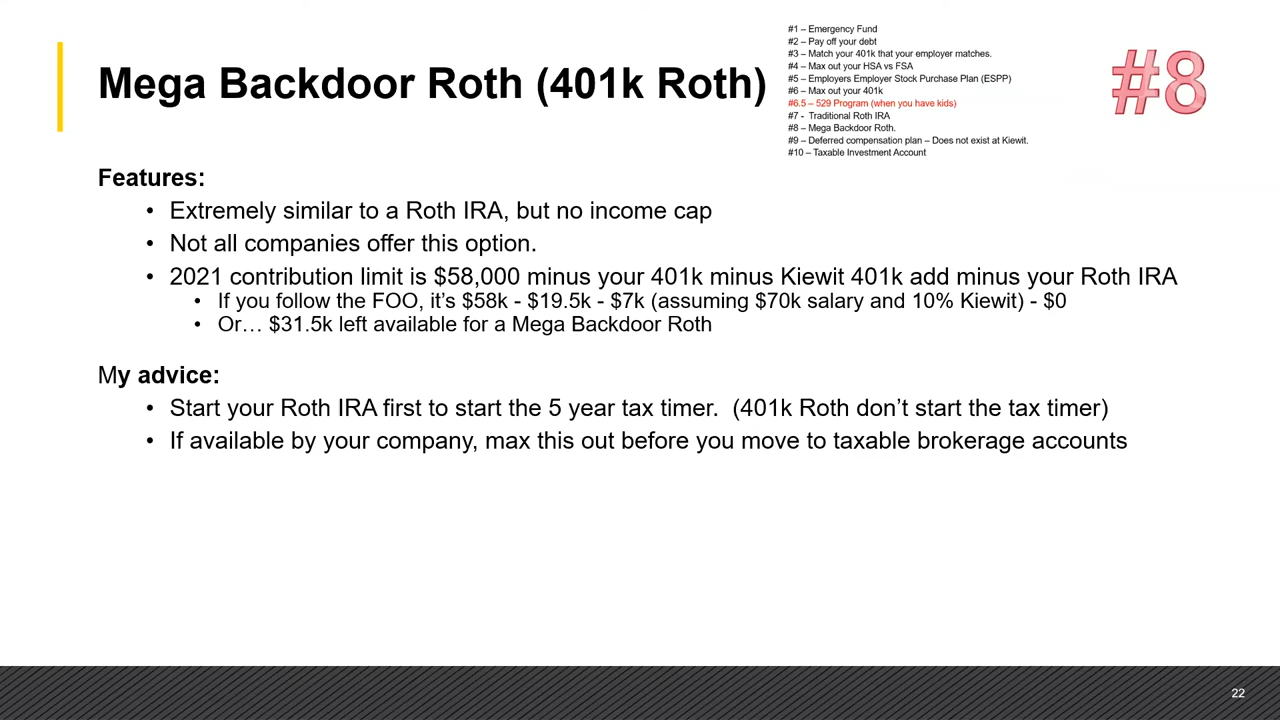 Mega Backdoor Roth (401k Roth)
#1 – Emergency Fund
#2 – Pay off your debt
#3 – Match your 401k that your employer matches.
#4 – Max out your HSA vs FSA
#5 – Employers Employer Stock Purchase Plan (ESPP)
#6 – Max out your 401k
#6.5 – 529 Program (when you have kids)
#7 - Traditional Roth IRA
#8 – Mega Backdoor Roth.
#9 – Deferred compensation plan – Does not exist at Kiewit.
#10 – Taxable Investment Account
#8
Features:
• Extremely similar to a Roth IRA, but no income cap
• Not all companies offer this option.
• 2021 contribution limit is $58,000 minus your 401k minus Kiewit 401k add minus your Roth IRA
• If you follow the FOO, it's $58k - $19.5k - $7k (assuming $70k salary and 10% Kiewit) - $0
• Or… $31.5k left available for a Mega Backdoor Roth
My advice:
• Start your Roth IRA first to start the 5 year tax timer. (401k Roth don't start the tax timer)
• If available by your company, max this out before you move to taxable brokerage accounts
22